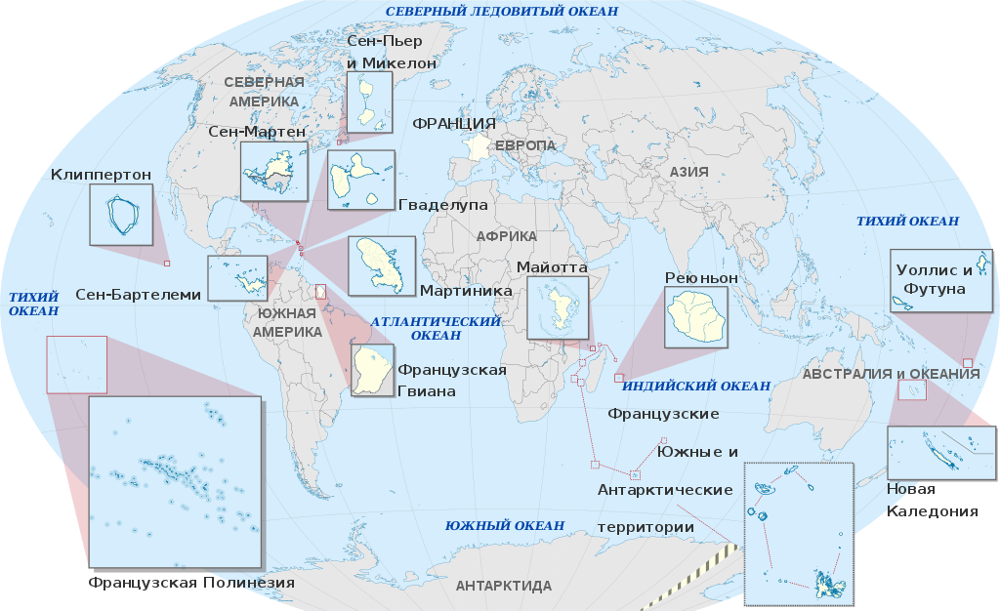 СЕВЕРНЫЙ ЛЕДОВИТЫЙ ОКЕАН
Сен-Пьер
и Микелон
СЕВЕРНАЯ
АМЕРИКА
Сен-Мартен
ФРАНЦИЯ
ЕВРОПА
Клиппертон
АЗИЯ
Гваделупа
ТИХИЙ ОКЕАН
АФРИКА
Майотта
Реюньон
Уоллис и
Футуна
Сен-Бартелеми
Мартиника
ТИХИЙ
ОКЕАН
ЮЖНАЯ
АМЕРИКА
АТЛАНТИЧЕСКИЙ
ОКЕАН
Французская
Гвиана
АВСТРАЛИЯ и ОКЕАНИЯ
ИНДИЙСКИЙ ОКЕАН
Французские
Южные и
Антарктические
территории
Новая
Каледония
ЮЖНЫЙ ОКЕАН
Французская Полинезия
АНТАРКТИДА